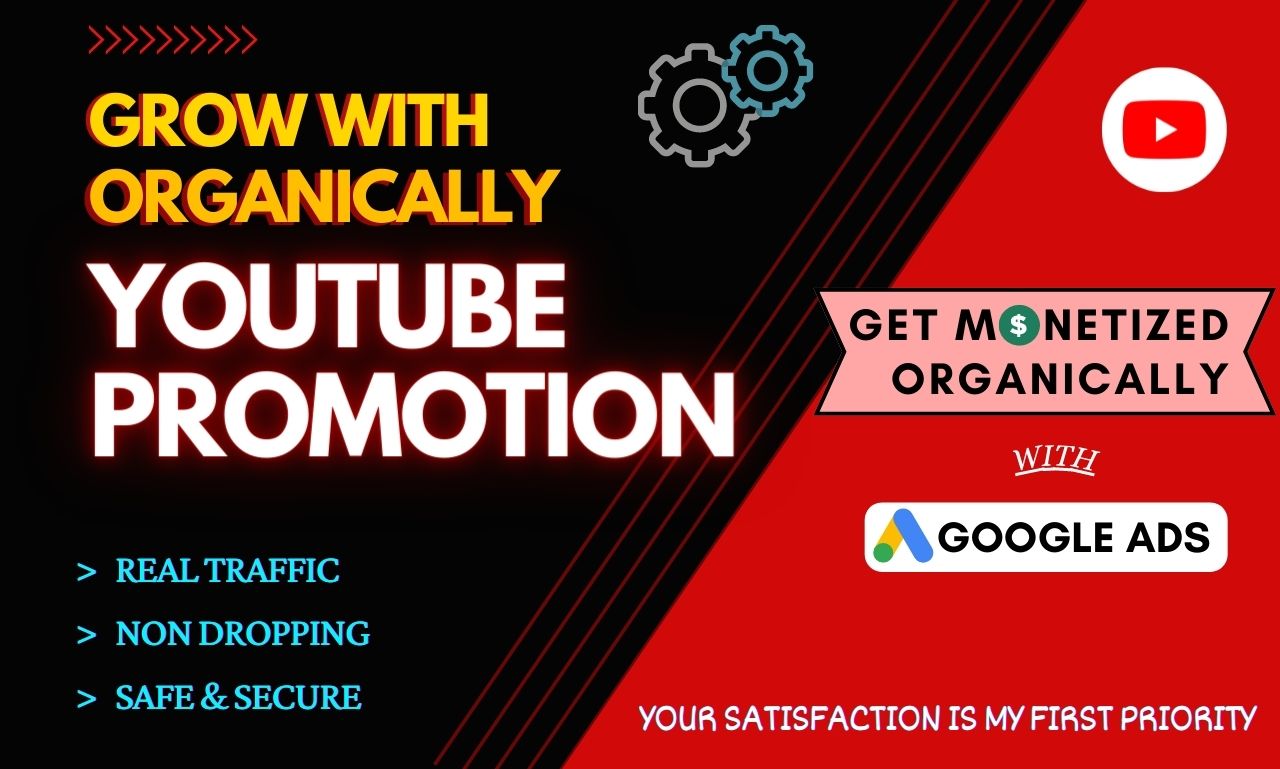 GROW WITH
ORGANICALLY
YOUTUBE
PROMOTION
> REAL TRAFFIC
> NON DROPPING
> SAFE & SECURE
GET M$NETIZED
ORGANICALLY
WITH
GOOGLE ADS
YOUR SATISFACTION IS MY FIRST PRIORITY